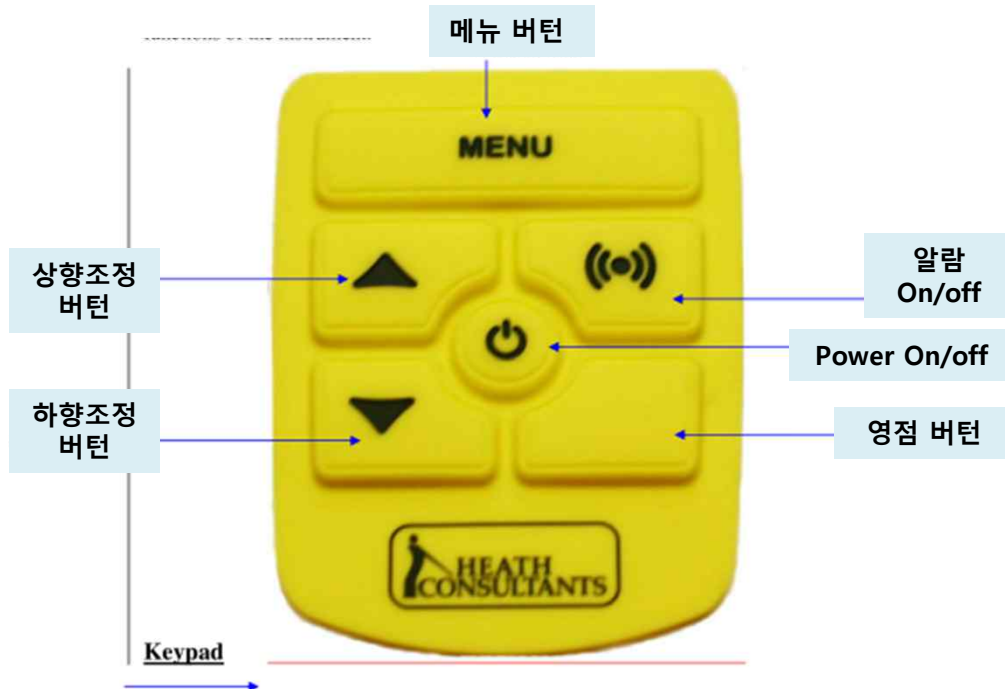 메뉴 버턴
MENU
상향조정
버턴
알람
On/off
Power On/off
하향조정
버턴
영점 버턴
HEATH
CONSULTANTS
Keypad